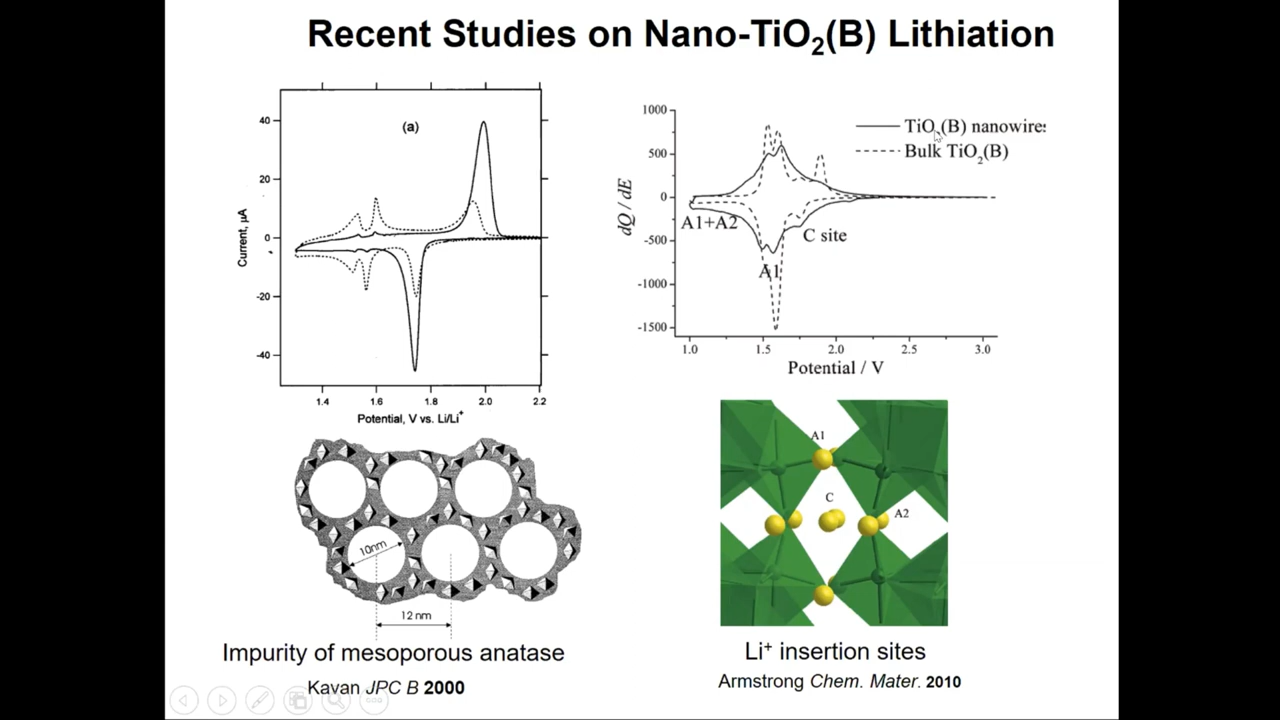 Recent Studies on Nano-TiO₂(B) Lithiation
(a)
Current, µA
40
20
0
-20
-40
1.4 1.6 1.8 2.0 2.2
Potential, V vs. Li/Li⁺
10nm
12 nm
Impurity of mesoporous anatase
Kavan JPC B 2000
dQ / dE
1000
500
0
-500
-1000
-1500
TiO₂(B) nanowires
Bulk TiO₂(B)
A1+A2
C site
A1
1.0 1.5 2.0 2.5 3.0
Potential / V
A1
C
A2
Li⁺ insertion sites
Armstrong Chem. Mater. 2010